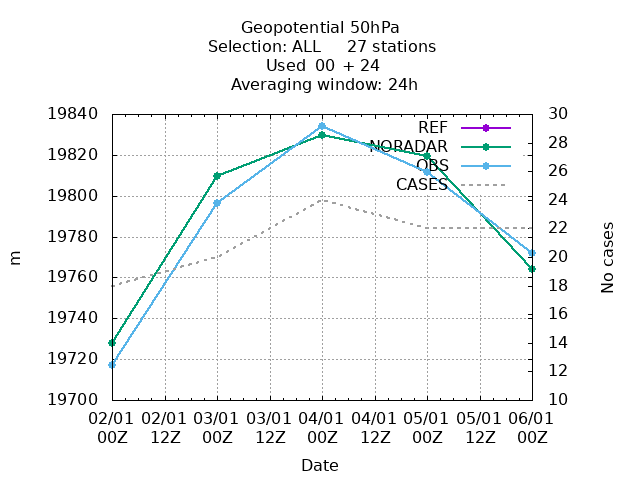 Geopotential 50hPa
Selection: ALL     27 stations
Used  00  + 24
Averaging window: 24h
REF
NORADAR
OBS
CASES
m
19840
19820
19800
19780
19760
19740
19720
19700
30
28
26
24
22
20
18
16
14
12
10
No cases
02/01 02/01 03/01 03/01 04/01 04/01 05/01 05/01 06/01
00Z 12Z 00Z 12Z 00Z 12Z 00Z 12Z 00Z
Date